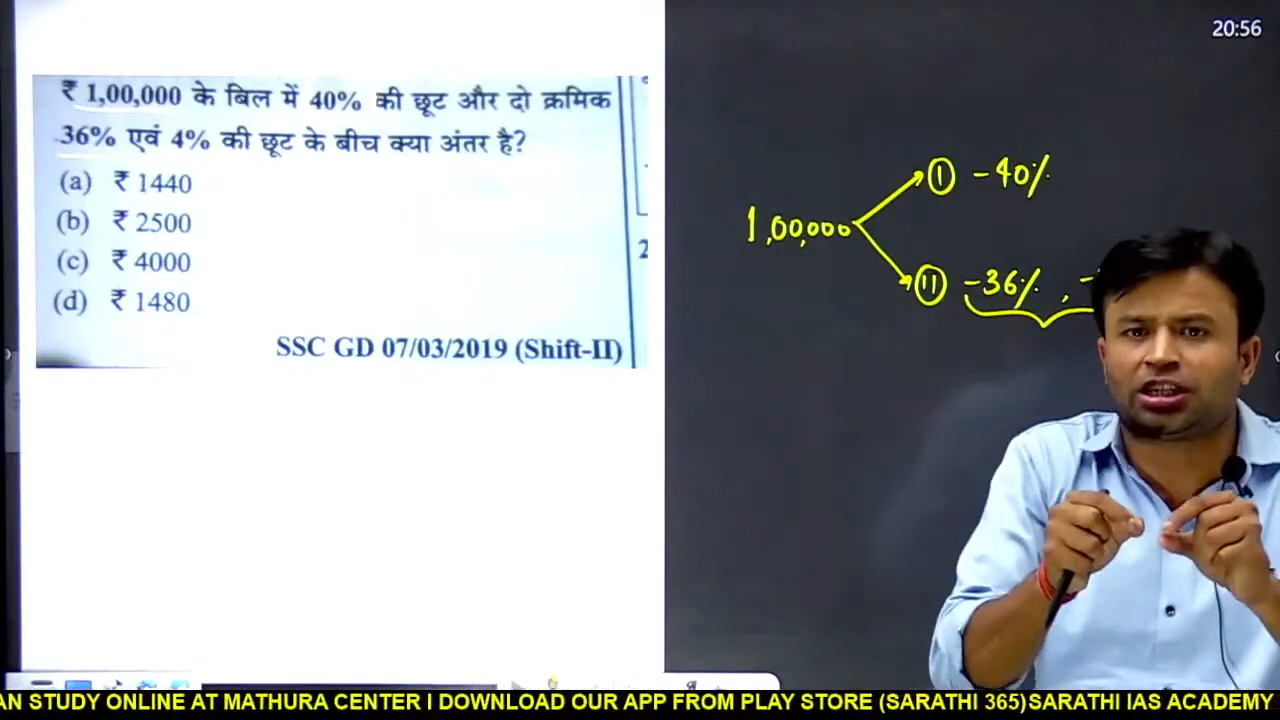 20:56
₹ 1,00,000 के बिल में 40% की छूट और दो क्रमिक
36% एवं 4% की छूट के बीच क्या अंतर है?
(a) ₹ 1440
(b) ₹ 2500
(c) ₹ 4000
(d) ₹ 1480
SSC GD 07/03/2019 (Shift-II)
2
1,00,000
① -40%
② -36% , -
AN STUDY ONLINE AT MATHURA CENTER I DOWNLOAD OUR APP FROM PLAY STORE (SARATHI 365)SARATHI IAS ACADEMY